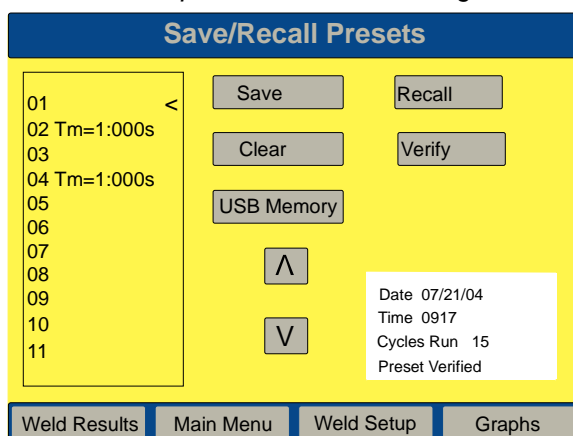 Save/Recall Presets
01 <
02 Tm=1:000s
03
04 Tm=1:000s
05
06
07
08
09
10
11
Save
Recall
Clear
Verify
USB Memory
Λ
V
Date 07/21/04
Time 0917
Cycles Run 15
Preset Verified
Weld Results
Main Menu
Weld Setup
Graphs